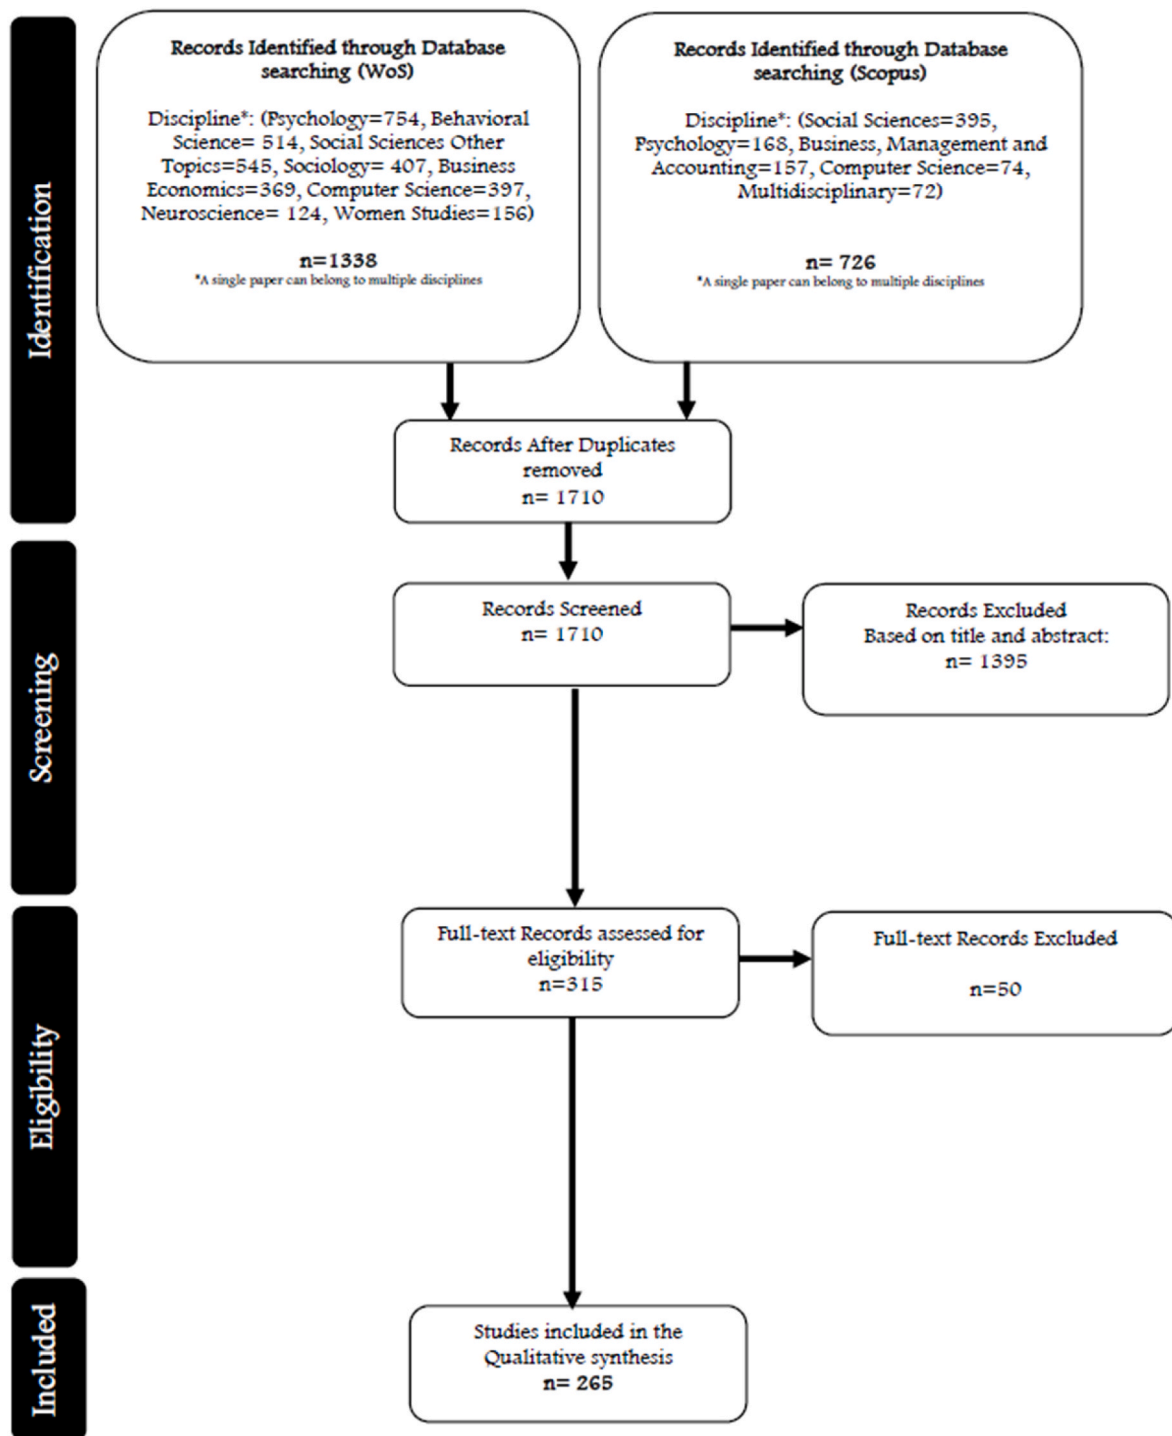 Identification
Records Identified through Database
searching (WoS)
Discipline*: (Psychology=754, Behavioral
Science= 514, Social Sciences Other
Topics=545, Sociology= 407, Business
Economics=369, Computer Science=397,
Neuroscience= 124, Women Studies=156)
n=1338
*A single paper can belong to multiple disciplines
Records Identified through Database
searching (Scopus)
Discipline*: (Social Sciences=395,
Psychology=168, Business, Management and
Accounting=157, Computer Science=74,
Multidisciplinary=72)
n= 726
*A single paper can belong to multiple disciplines
Records After Duplicates
removed
n= 1710
Screening
Records Screened
n= 1710
Records Excluded
Based on title and abstract:
n= 1395
Eligibility
Full-text Records assessed for
eligibility
n=315
Full-text Records Excluded
n=50
Included
Studies included in the
Qualitative synthesis
n= 265